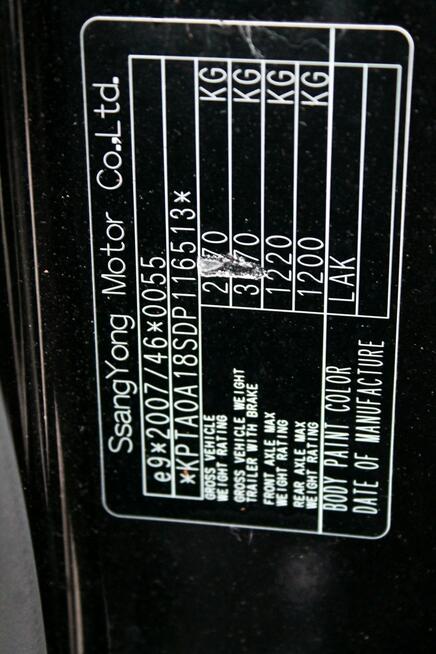 SsangYong Motor Co.,Ltd.
e9*2007/46*0055
*KPTA0A18SDP116513*
GROSS VEHICLE
WEIGHT RATING
KG
GROSS VEHICLE WEIGHT
TRAILER WITH BRAKE
KG
FRONT AXLE MAX
WEIGHT RATING 1220 KG
REAR AXLE MAX
WEIGHT RATING 1200 KG
BODY PAINT COLOR LAK
DATE OF MANUFACTURE